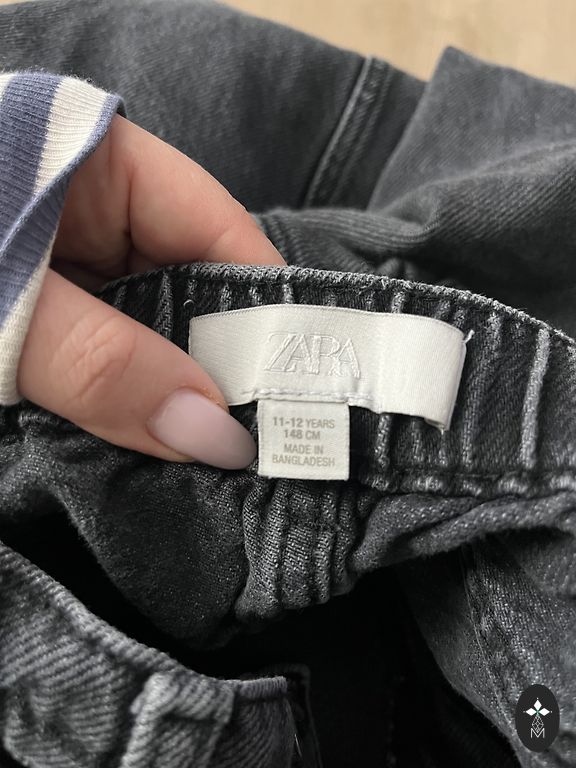 ZARA
11-12 YEARS
148 CM
MADE IN
BANGLADESH
M